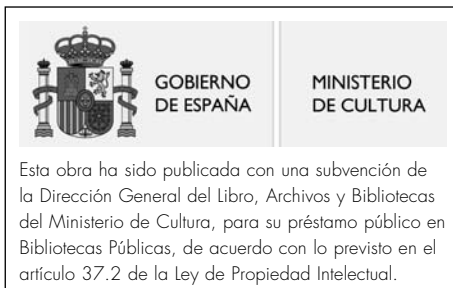 GOBIERNO
DE ESPAÑA
MINISTERIO
DE CULTURA
Esta obra ha sido publicada con una subvención de
la Dirección General del Libro, Archivos y Bibliotecas
del Ministerio de Cultura, para su préstamo público en
Bibliotecas Públicas, de acuerdo con lo previsto en el
artículo 37.2 de la Ley de Propiedad Intelectual.